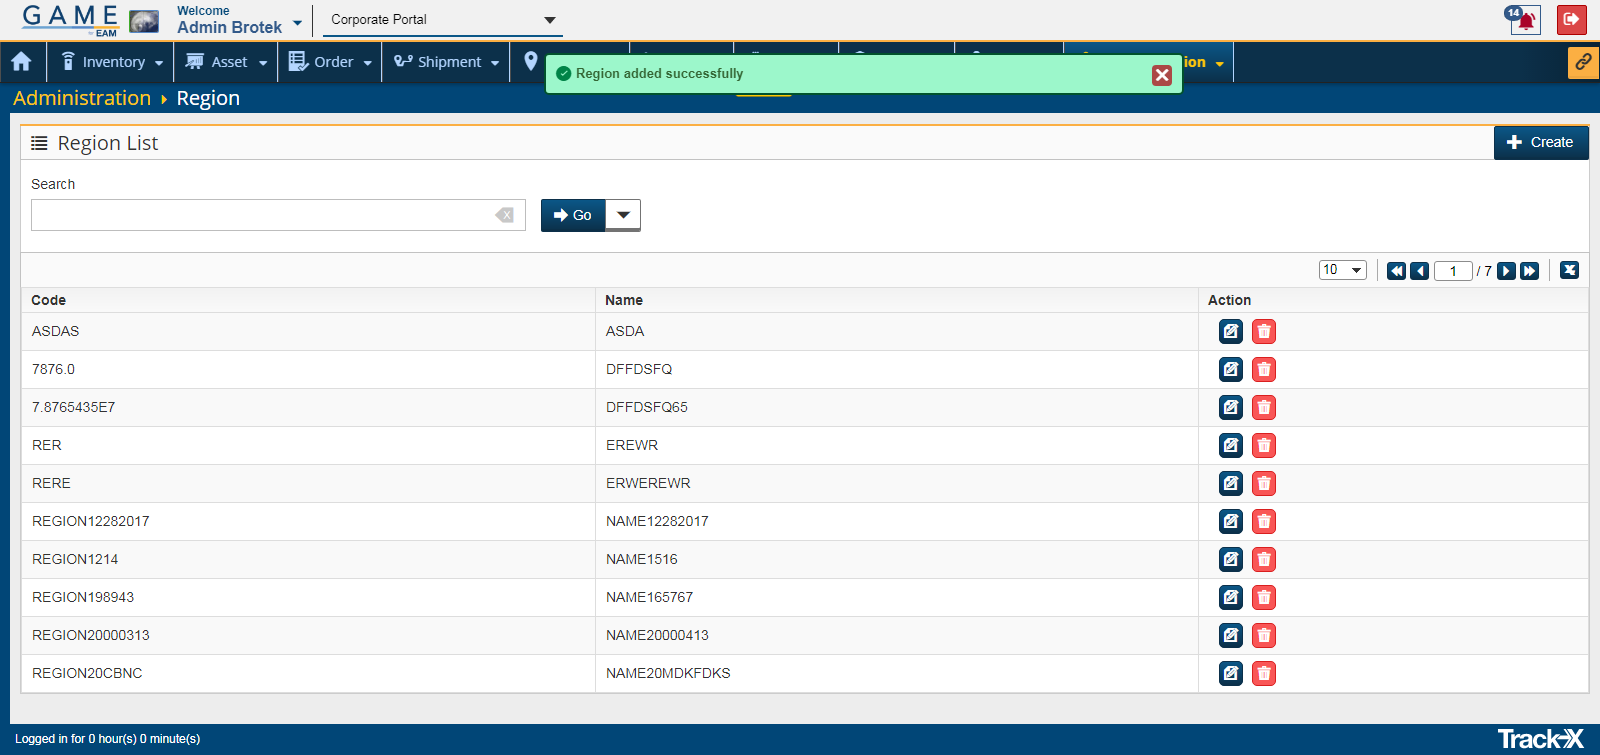 GAME
by EAM
Welcome
Admin Brotek
Corporate Portal
14
Inventory
Asset
Order
Shipment
ion
Region added successfully
Administration
Region
Region List
Create
Search
Go
10
1
/ 7
Code
Name
Action
ASDAS
ASDA
7876.0
DFFDSFQ
7.8765435E7
DFFDSFQ65
RER
EREWR
RERE
ERWEREWR
REGION12282017
NAME12282017
REGION1214
NAME1516
REGION198943
NAME165767
REGION20000313
NAME20000413
REGION20CBNC
NAME20MDKFDKS
Logged in for 0 hour(s) 0 minute(s)
Track-X